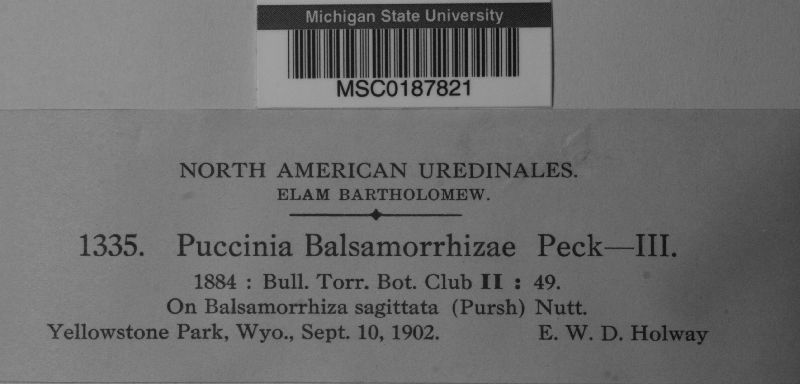 Michigan State University
MSC0187821
NORTH AMERICAN UREDINALES.
ELAM BARTHOLOMEW.
1335. Puccinia Balsamorrhizae Peck—III.
1884 : Bull. Torr. Bot. Club II : 49.
On Balsamorrhiza sagittata (Pursh) Nutt.
Yellowstone Park, Wyo., Sept. 10, 1902. E. W. D. Holway